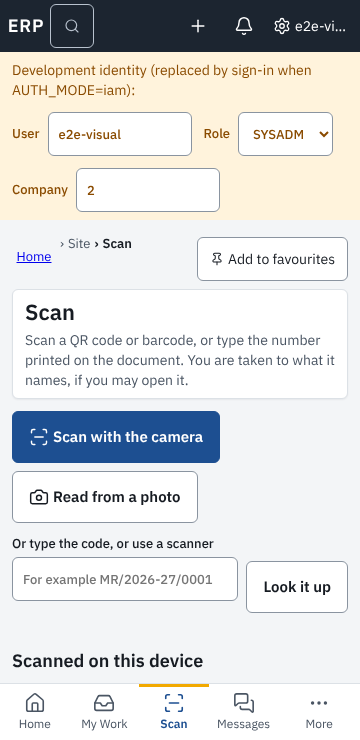 ERP e2e-vi...
Development identity (replaced by sign-in when
AUTH_MODE=iam):
User e2e-visual Role SYSADM
Company 2
Home › Site › Scan Add to favourites
Scan
Scan a QR code or barcode, or type the number
printed on the document. You are taken to what it
names, if you may open it.
Scan with the camera
Read from a photo
Or type the code, or use a scanner
For example MR/2026-27/0001 Look it up
Scanned on this device
Home My Work Scan Messages More